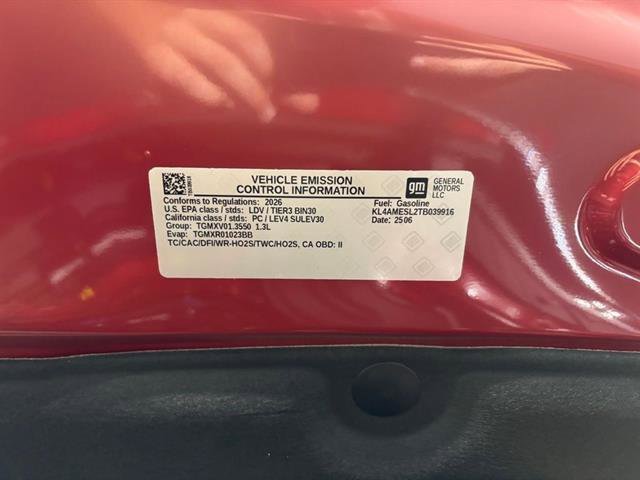 VEHICLE EMISSION
CONTROL INFORMATION
gm
GENERAL
MOTORS
LLC
Conforms to Regulations: 2026
Fuel: Gasoline
U.S. EPA class / stds: LDV / TIER3 BIN30
KL4AMESL2TB039916
California class / stds: PC / LEV4 SULEV30
Date: 2506
Group: TGMXV01.3550 1.3L
Evap: TGMXR01023BB
TC/CAC/DFI/WR-HO2S/TWC/HO2S, CA OBD: II